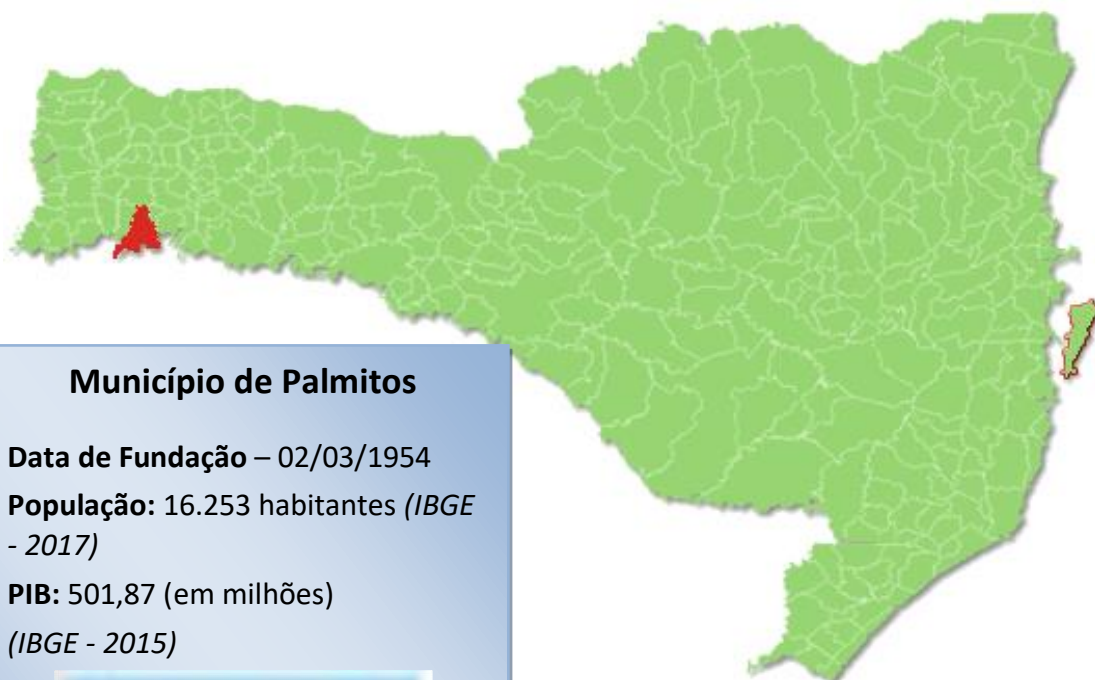 Município de Palmitos
Data de Fundação – 02/03/1954
População: 16.253 habitantes (IBGE
- 2017)
PIB: 501,87 (em milhões)
(IBGE - 2015)